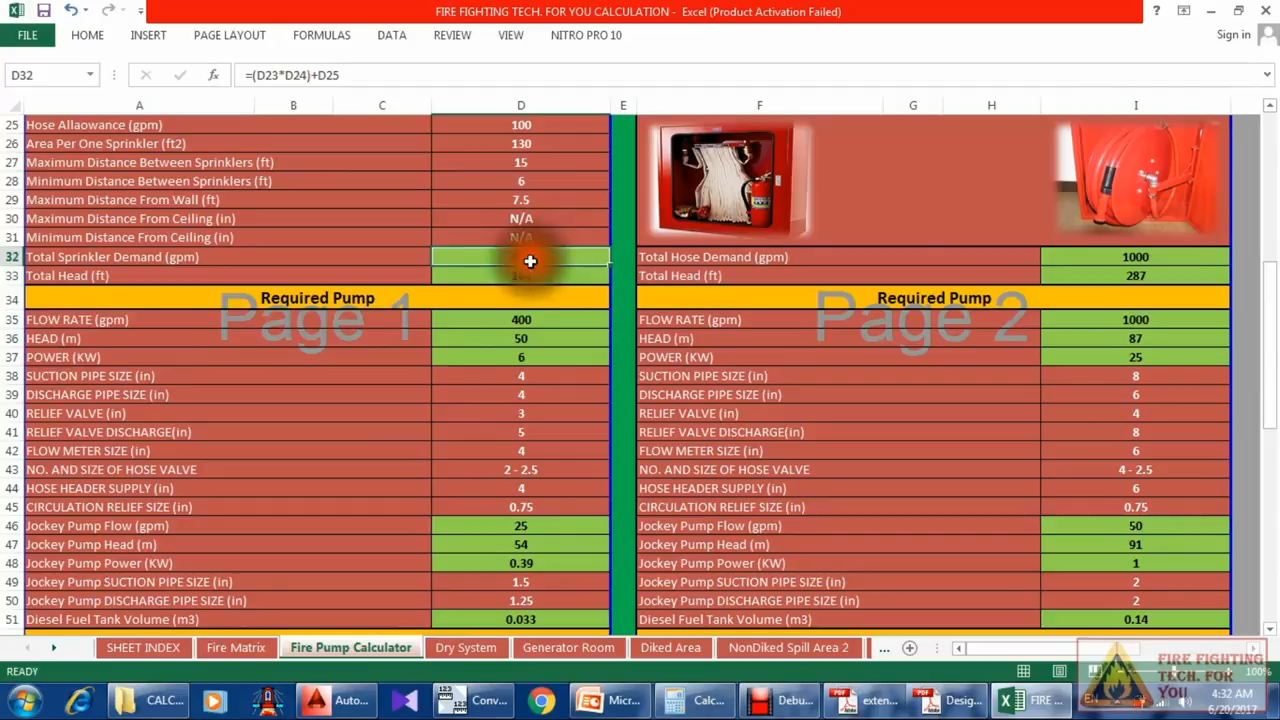 FIRE FIGHTING TECH. FOR YOU CALCULATION - Excel (Product Activation Failed)
FILE HOME INSERT PAGE LAYOUT FORMULAS DATA REVIEW VIEW NITRO PRO 10 Sign in
D32 fx =(D23*D24)+D25
A B C D E F G H I
25 Hose Allaowance (gpm) 100
26 Area Per One Sprinkler (ft2) 130
27 Maximum Distance Between Sprinklers (ft) 15
28 Minimum Distance Between Sprinklers (ft) 6
29 Maximum Distance From Wall (ft) 7.5
30 Maximum Distance From Ceiling (in) N/A
31 Minimum Distance From Ceiling (in) N/A
32 Total Sprinkler Demand (gpm) Total Hose Demand (gpm) 1000
33 Total Head (ft) Total Head (ft) 287
34 Required Pump Required Pump
Page 1 Page 2
35 FLOW RATE (gpm) 400 FLOW RATE (gpm) 1000
36 HEAD (m) 50 HEAD (m) 87
37 POWER (KW) 6 POWER (KW) 25
38 SUCTION PIPE SIZE (in) 4 SUCTION PIPE SIZE (in) 8
39 DISCHARGE PIPE SIZE (in) 4 DISCHARGE PIPE SIZE (in) 6
40 RELIEF VALVE (in) 3 RELIEF VALVE (in) 4
41 RELIEF VALVE DISCHARGE(in) 5 RELIEF VALVE DISCHARGE(in) 8
42 FLOW METER SIZE (in) 4 FLOW METER SIZE (in) 6
43 NO. AND SIZE OF HOSE VALVE 2 - 2.5 NO. AND SIZE OF HOSE VALVE 4 - 2.5
44 HOSE HEADER SUPPLY (in) 4 HOSE HEADER SUPPLY (in) 6
45 CIRCULATION RELIEF SIZE (in) 0.75 CIRCULATION RELIEF SIZE (in) 0.75
46 Jockey Pump Flow (gpm) 25 Jockey Pump Flow (gpm) 50
47 Jockey Pump Head (m) 54 Jockey Pump Head (m) 91
48 Jockey Pump Power (KW) 0.39 Jockey Pump Power (KW) 1
49 Jockey Pump SUCTION PIPE SIZE (in) 1.5 Jockey Pump SUCTION PIPE SIZE (in) 2
50 Jockey Pump DISCHARGE PIPE SIZE (in) 1.25 Jockey Pump DISCHARGE PIPE SIZE (in) 2
51 Diesel Fuel Tank Volume (m3) 0.033 Diesel Fuel Tank Volume (m3) 0.14
SHEET INDEX Fire Matrix Fire Pump Calculator Dry System Generator Room Diked Area NonDiked Spill Area 2 ...
READY 100%
FIRE FIGHTING TECH. FOR YOU
CALC... Auto... Conv... Micr... Calc... Debu... exten... Desig... FIRE ... EN 4:32 AM
6/20/2017